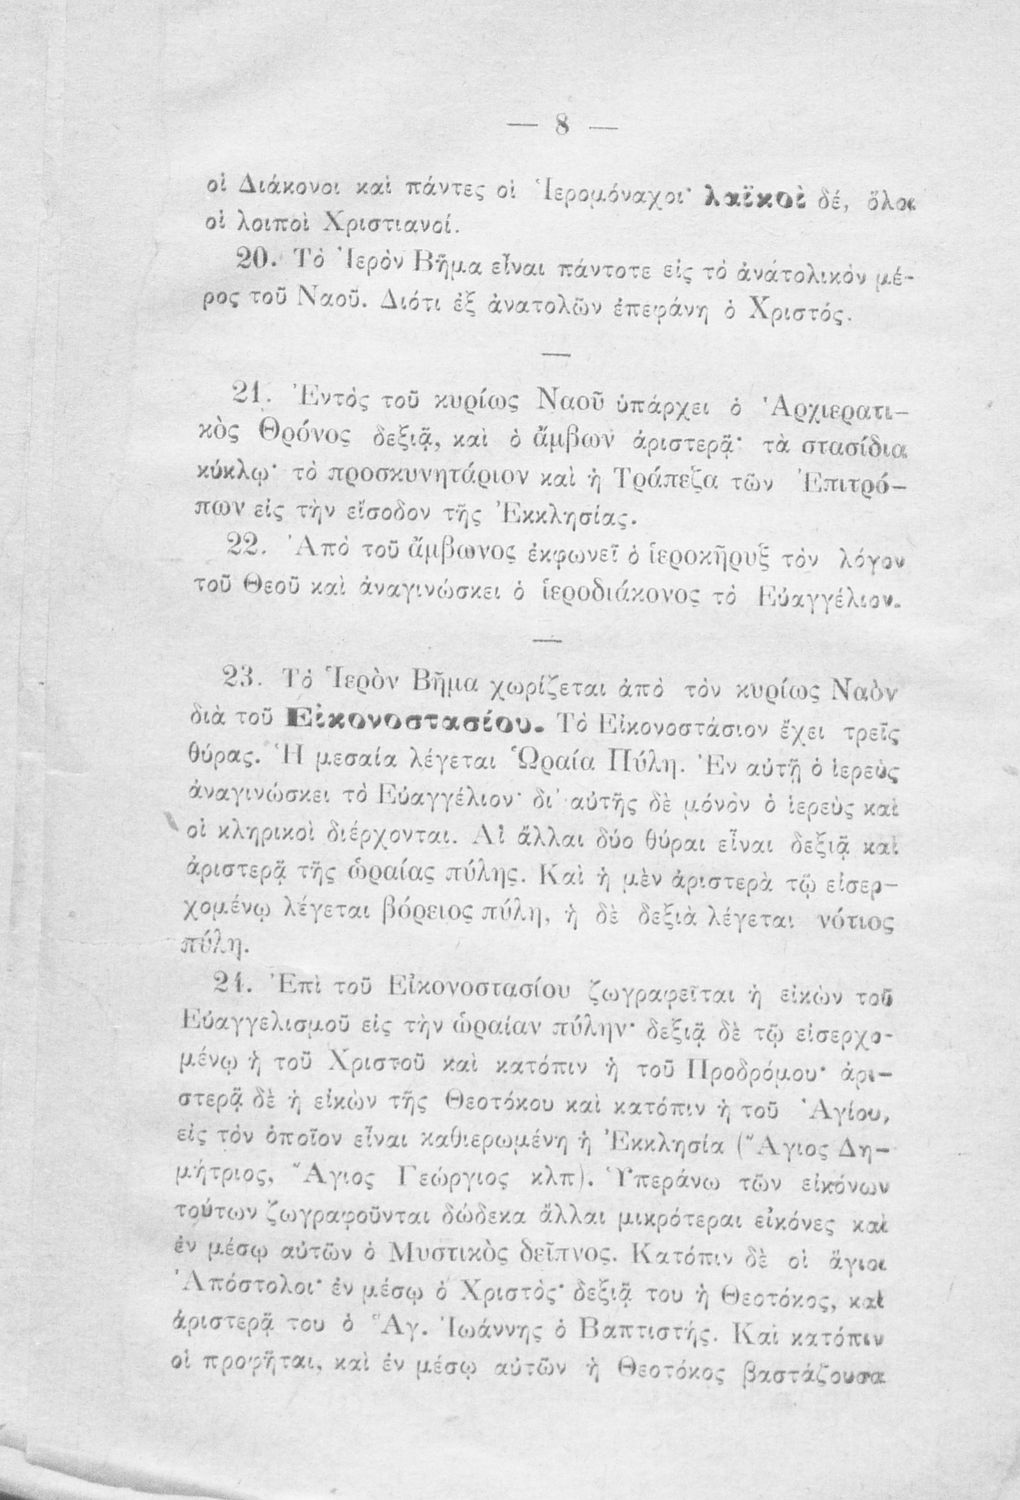 — 8 —
οἱ Διάκονοι καὶ πάντες οἱ Ἱερομόναχοι· λαϊκοὶ δέ, ὅλοι
οἱ λοιποὶ Χριστιανοί.
20. Τὸ Ἱερὸν Βῆμα εἶναι πάντοτε εἰς τὸ ἀνατολικὸν μέ-
ρος τοῦ Ναοῦ. Διότι ἐξ ἀνατολῶν ἐπεφάνη ὁ Χριστός.
—
21. Ἐντὸς τοῦ κυρίως Ναοῦ ὑπάρχει ὁ Ἀρχιερατι-
κὸς Θρόνος δεξιᾷ, καὶ ὁ ἄμβων ἀριστερᾷ· τὰ στασίδια
κύκλῳ· τὸ προσκυνητάριον καὶ ἡ Τράπεζα τῶν Ἐπιτρό-
πων εἰς τὴν εἴσοδον τῆς Ἐκκλησίας.
22. Ἀπὸ τοῦ ἄμβωνος ἐκφωνεῖ ὁ ἱεροκῆρυξ τὸν λόγον
τοῦ Θεοῦ καὶ ἀναγινώσκει ὁ ἱεροδιάκονος τὸ Εὐαγγέλιον.
—
23. Τὸ Ἱερὸν Βῆμα χωρίζεται ἀπὸ τὸν κυρίως Ναὸν
διὰ τοῦ Εἰκονοστασίου. Τὸ Εἰκονοστάσιον ἔχει τρεῖς
θύρας. Ἡ μεσαία λέγεται Ὡραία Πύλη. Ἐν αὐτῇ ὁ ἱερεὺς
ἀναγινώσκει τὸ Εὐαγγέλιον· δι᾽ αὐτῆς δὲ μόνον ὁ ἱερεὺς καὶ
οἱ κληρικοὶ διέρχονται. Αἱ ἄλλαι δύο θύραι εἶναι δεξιᾷ καὶ
ἀριστερᾷ τῆς ὡραίας πύλης. Καὶ ἡ μὲν ἀριστερὰ τῷ εἰσερ-
χομένῳ λέγεται βόρειος πύλη, ἡ δὲ δεξιὰ λέγεται νότιος
πύλη.
24. Ἐπὶ τοῦ Εἰκονοστασίου ζωγραφεῖται ἡ εἰκὼν τοῦ
Εὐαγγελισμοῦ εἰς τὴν ὡραίαν πύλην· δεξιᾷ δὲ τῷ εἰσερχο-
μένῳ ἡ τοῦ Χριστοῦ καὶ κατόπιν ἡ τοῦ Προδρόμου· ἀρι-
στερᾷ δὲ ἡ εἰκὼν τῆς Θεοτόκου καὶ κατόπιν ἡ τοῦ Ἁγίου,
εἰς τὸν ὁποῖον εἶναι καθιερωμένη ἡ Ἐκκλησία (Ἅγιος Δη-
μήτριος, Ἅγιος Γεώργιος κλπ). Ὑπεράνω τῶν εἰκόνων
τούτων ζωγραφοῦνται δώδεκα ἄλλαι μικρότεραι εἰκόνες καὶ
ἐν μέσῳ αὐτῶν ὁ Μυστικὸς δεῖπνος. Κατόπιν δὲ οἱ ἅγιοι
Ἀπόστολοι· ἐν μέσῳ ὁ Χριστὸς· δεξιᾷ του ἡ Θεοτόκος, καὶ
ἀριστερᾷ του ὁ Ἅγ. Ἰωάννης ὁ Βαπτιστής. Καὶ κατόπιν
οἱ προφῆται, καὶ ἐν μέσῳ αὐτῶν ἡ Θεοτόκος βαστάζουσα